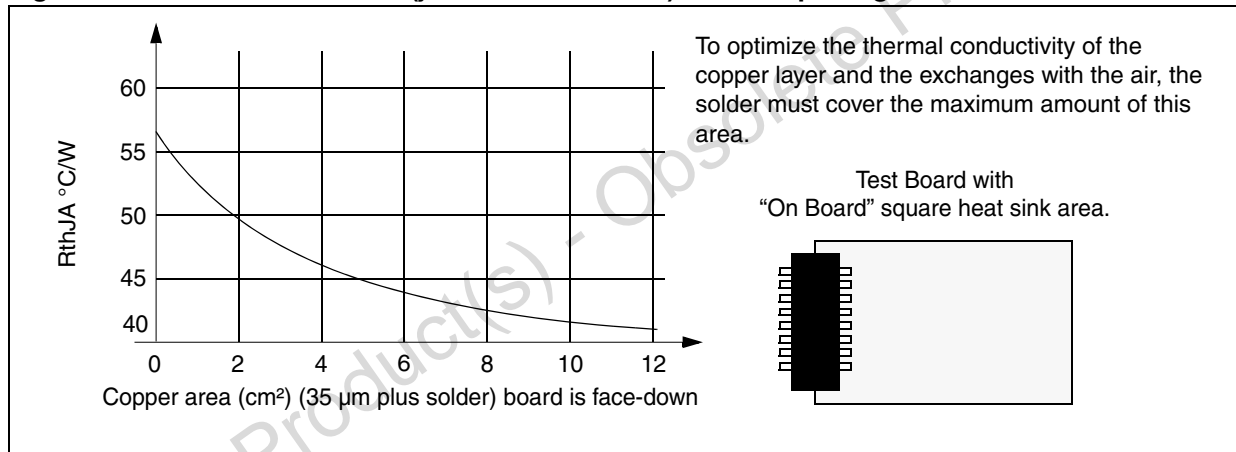 60
55
50
45
40
RthJA °C/W
0 2 4 6 8 10 12
Copper area (cm²) (35 µm plus solder) board is face-down
To optimize the thermal conductivity of the
copper layer and the exchanges with the air, the
solder must cover the maximum amount of this
area.
Test Board with
“On Board” square heat sink area.
Product(s) - Obsolete